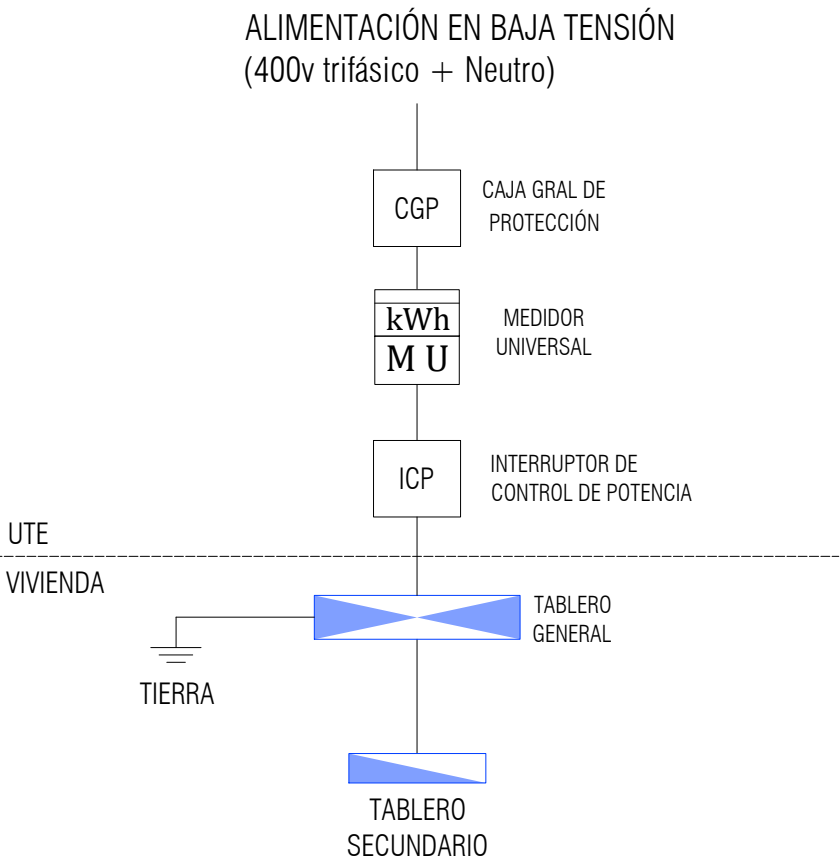 ALIMENTACIÓN EN BAJA TENSIÓN
(400v trifásico + Neutro)
CGP
CAJA GRAL DE
PROTECCIÓN
kWh
M U
MEDIDOR
UNIVERSAL
ICP
INTERRUPTOR DE
CONTROL DE POTENCIA
UTE
VIVIENDA
TABLERO
GENERAL
TIERRA
TABLERO
SECUNDARIO